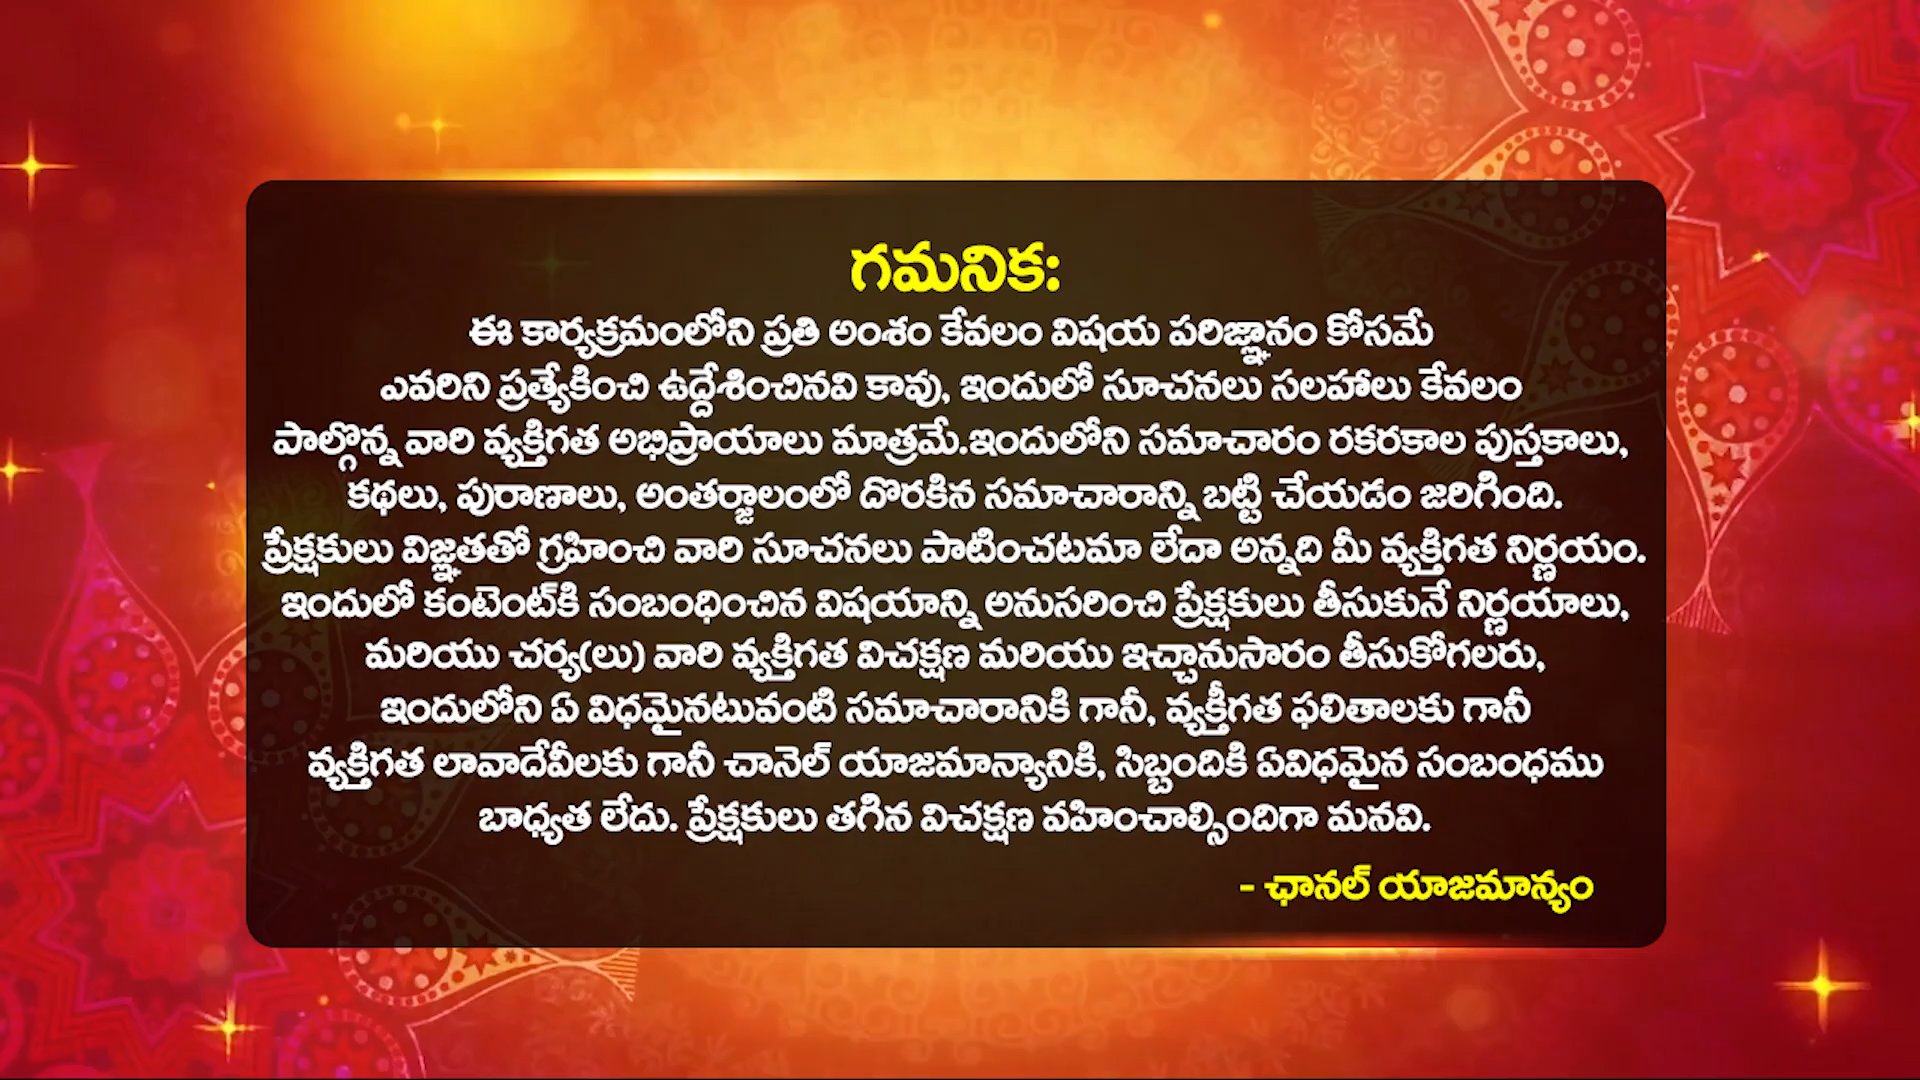 గమనిక:
ఈ కార్యక్రమంలోని ప్రతి అంశం కేవలం విషయ పరిజ్ఞానం కోసమే
ఎవరిని ప్రత్యేకించి ఉద్దేశించినవి కావు, ఇందులో సూచనలు సలహాలు కేవలం
పాల్గొన్న వారి వ్యక్తిగత అభిప్రాయాలు మాత్రమే.ఇందులోని సమాచారం రకరకాల పుస్తకాలు,
కథలు, పురాణాలు, అంతర్జాలంలో దొరకిన సమాచారాన్ని బట్టి చేయడం జరిగింది.
ప్రేక్షకులు విజ్ఞతతో గ్రహించి వారి సూచనలు పాటించటమా లేదా అన్నది మీ వ్యక్తిగత నిర్ణయం.
ఇందులో కంటెంట్‌కి సంబంధించిన విషయాన్ని అనుసరించి ప్రేక్షకులు తీసుకునే నిర్ణయాలు,
మరియు చర్య(లు) వారి వ్యక్తిగత విచక్షణ మరియు ఇచ్ఛానుసారం తీసుకోగలరు,
ఇందులోని ఏ విధమైనటువంటి సమాచారానికి గానీ, వ్యక్తీగత ఫలితాలకు గానీ
వ్యక్తిగత లావాదేవీలకు గానీ చానెల్ యాజమాన్యానికి, సిబ్బందికి ఏవిధమైన సంబంధము
బాధ్యత లేదు. ప్రేక్షకులు తగిన విచక్షణ వహించాల్సిందిగా మనవి.
- ఛానల్ యాజమాన్యం